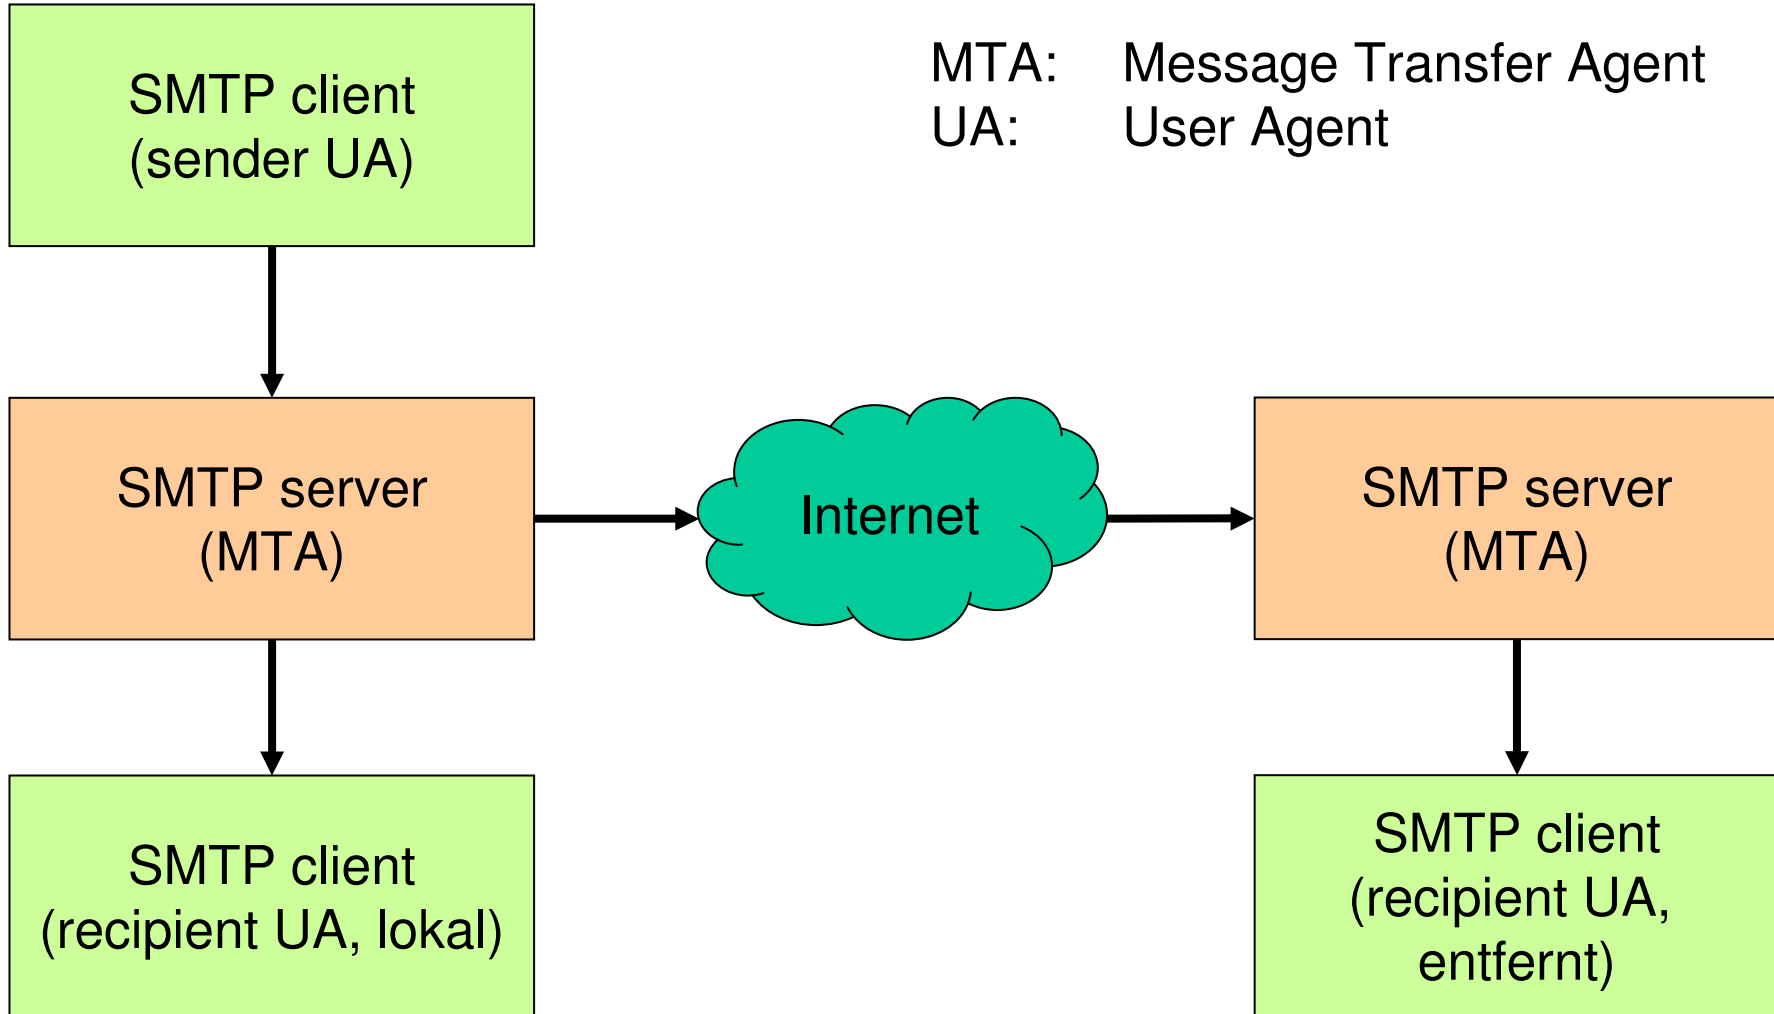 SMTP client
(sender UA)
MTA: Message Transfer Agent
UA: User Agent
SMTP server
(MTA)
Internet
SMTP server
(MTA)
SMTP client
(recipient UA, lokal)
SMTP client
(recipient UA,
entfernt)